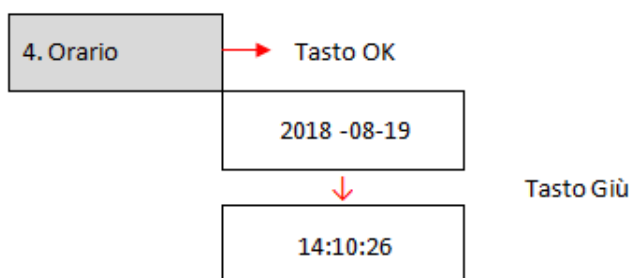 4. Orario
Tasto OK
2018 -08-19
Tasto Giù
14:10:26